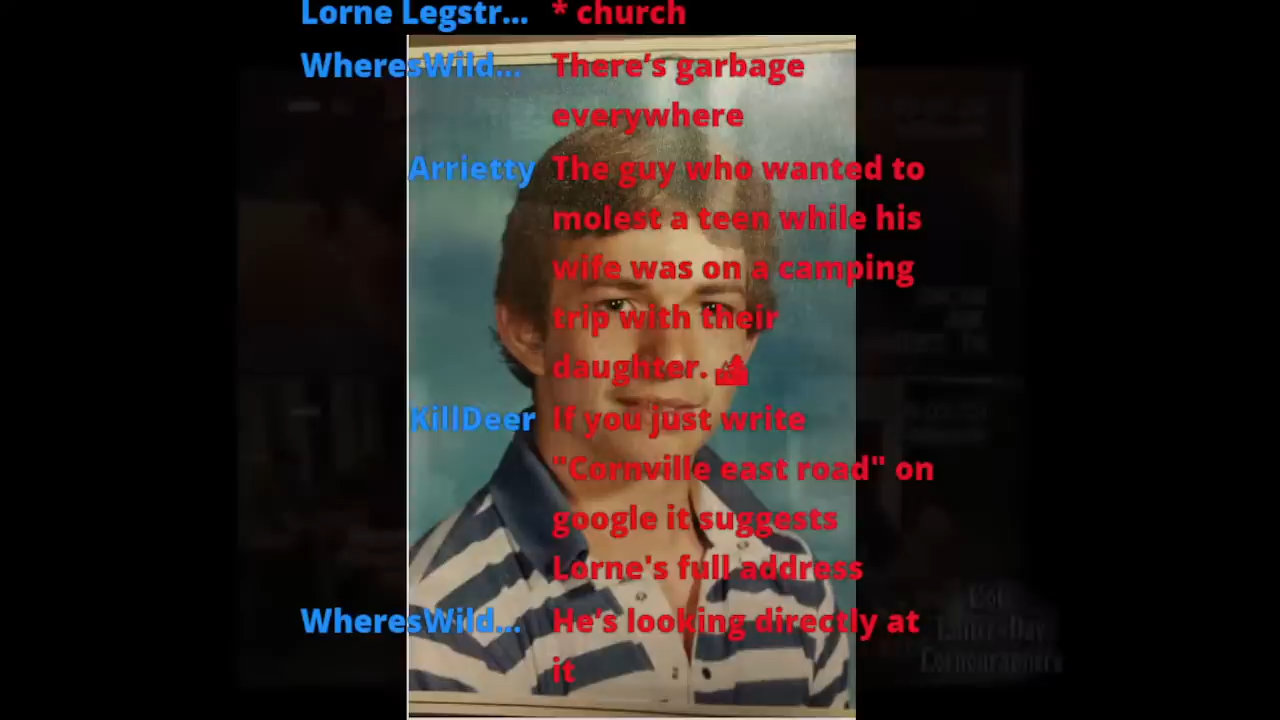 Lorne Legstr... * church
WheresWild... There's garbage
everywhere
Arrietty The guy who wanted to
molest a teen while his
wife was on a camping
trip with their
daughter. 🏕
KillDeer If you just write
"Cornville east road" on
google it suggests
Lorne's full address
WheresWild... He's looking directly at
it